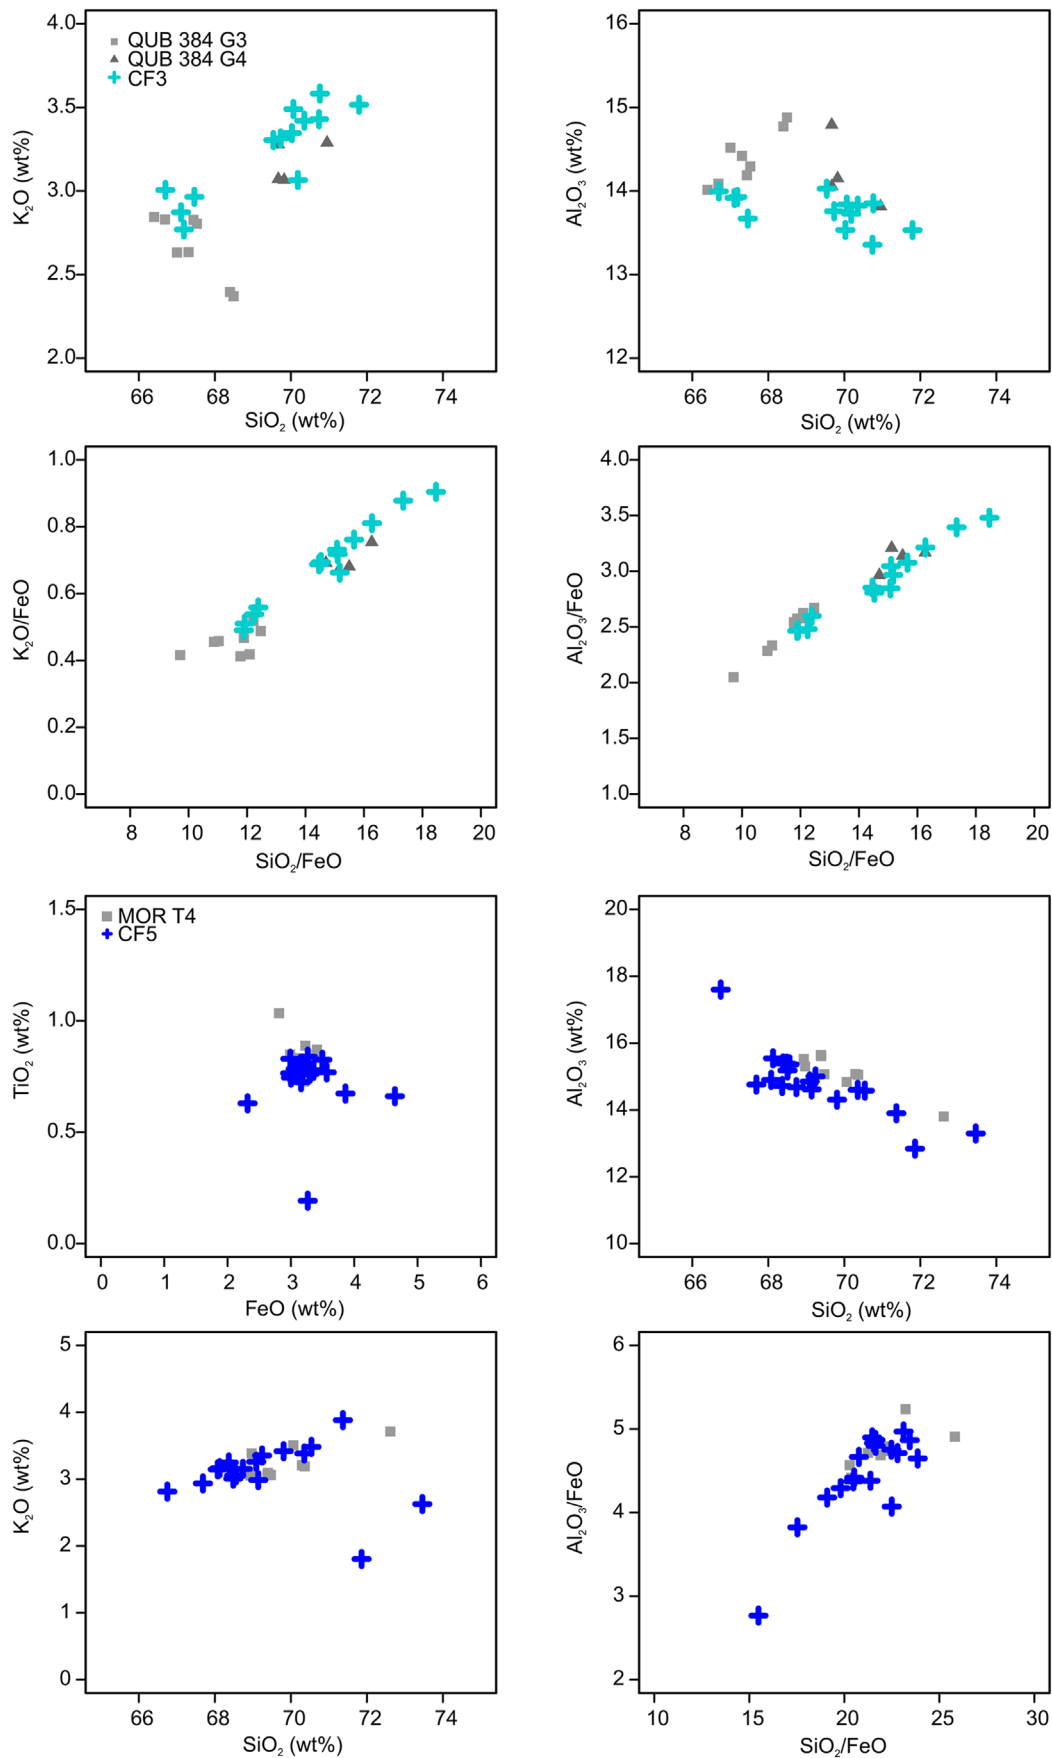 4.0
3.5
3.0
2.5
2.0
K₂O (wt%)
QUB 384 G3
QUB 384 G4
CF3
66 68 70 72 74
SiO₂ (wt%)
16
15
14
13
12
Al₂O₃ (wt%)
66 68 70 72 74
SiO₂ (wt%)
1.0
0.8
0.6
0.4
0.2
0.0
K₂O/FeO
8 10 12 14 16 18 20
SiO₂/FeO
4.0
3.5
3.0
2.5
2.0
1.5
1.0
Al₂O₃/FeO
8 10 12 14 16 18 20
SiO₂/FeO
1.5
1.0
0.5
0.0
TiO₂ (wt%)
MOR T4
CF5
0 1 2 3 4 5 6
FeO (wt%)
20
18
16
14
12
10
Al₂O₃ (wt%)
66 68 70 72 74
SiO₂ (wt%)
5
4
3
2
1
0
K₂O (wt%)
66 68 70 72 74
SiO₂ (wt%)
6
5
4
3
2
Al₂O₃/FeO
10 15 20 25 30
SiO₂/FeO